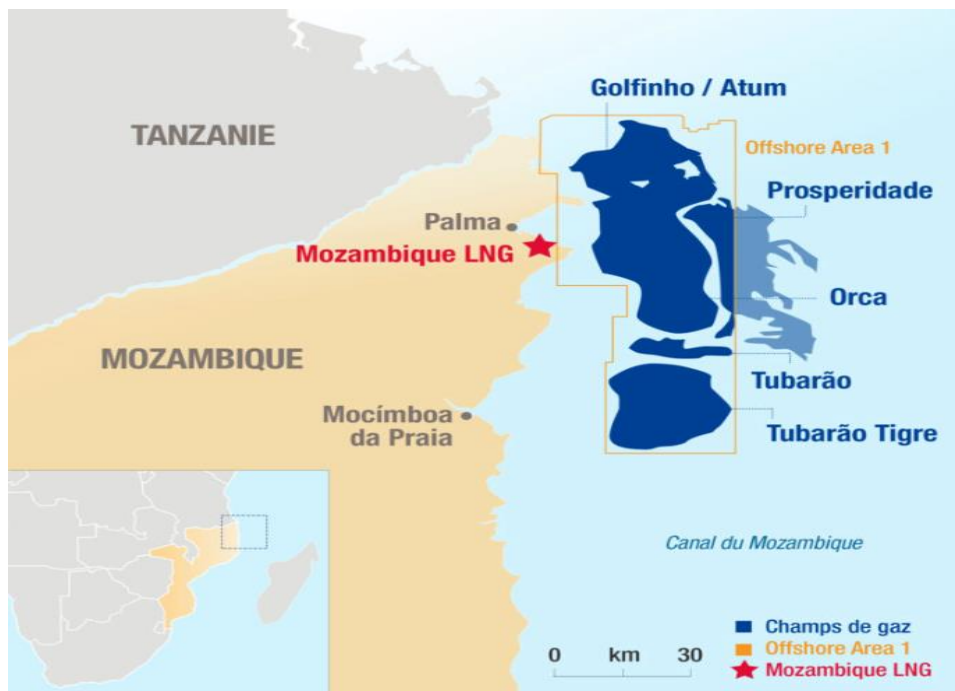 Golfinho / Atum
TANZANIE
Offshore Area 1
Prosperidade
Palma
Mozambique LNG
Orca
MOZAMBIQUE
Tubarão
Mocímboa
da Praia
Tubarão Tigre
Canal du Mozambique
Champs de gaz
Offshore Area 1
Mozambique LNG
0 km 30